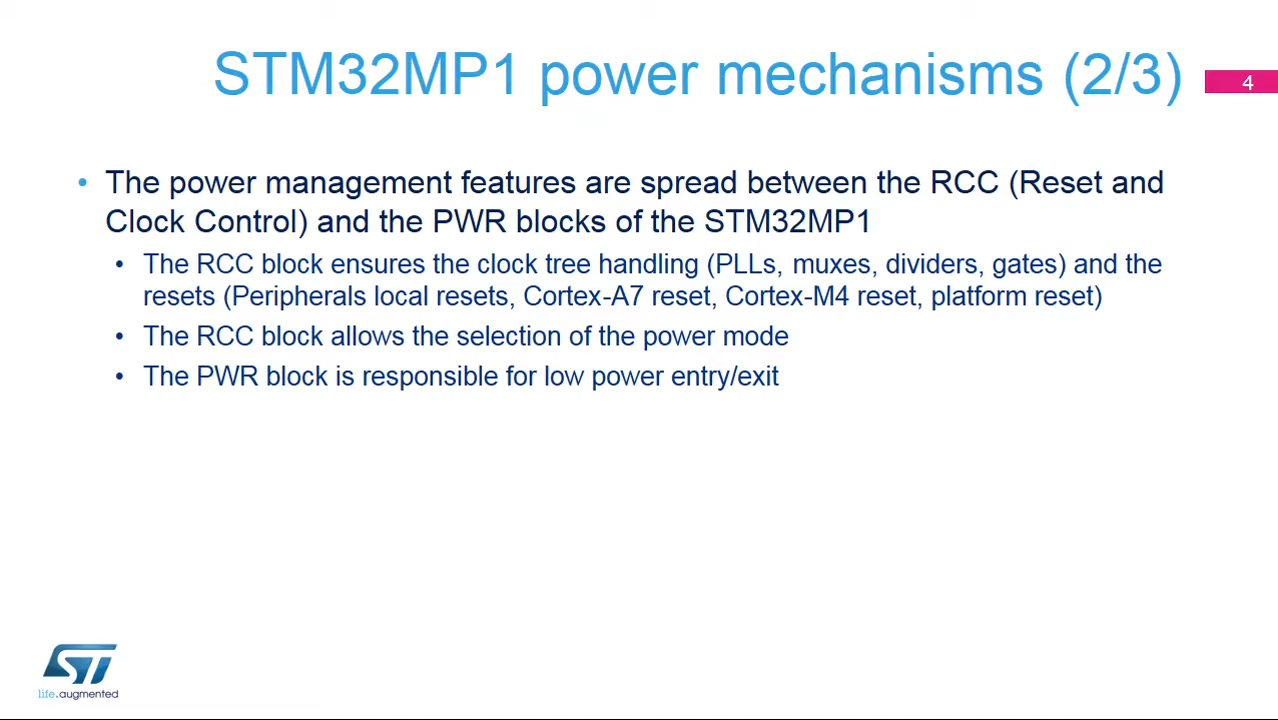 STM32MP1 power mechanisms (2/3)
4
• The power management features are spread between the RCC (Reset and
Clock Control) and the PWR blocks of the STM32MP1
• The RCC block ensures the clock tree handling (PLLs, muxes, dividers, gates) and the
resets (Peripherals local resets, Cortex-A7 reset, Cortex-M4 reset, platform reset)
• The RCC block allows the selection of the power mode
• The PWR block is responsible for low power entry/exit
ST
life.augmented